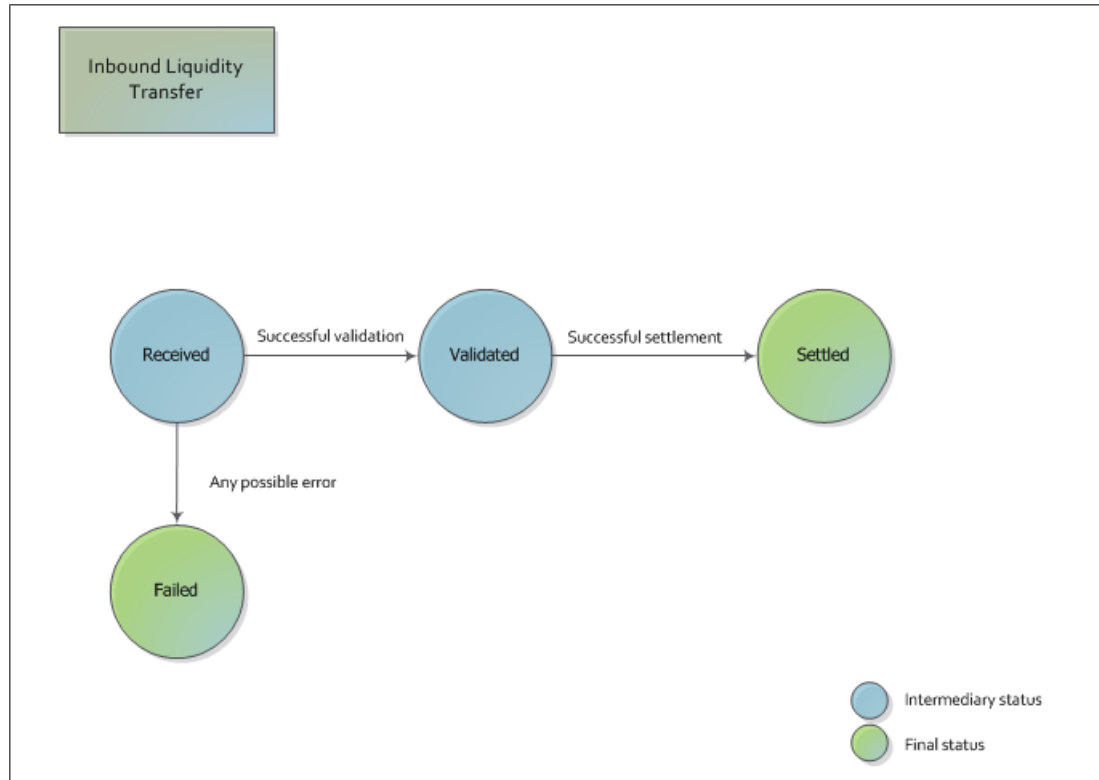 Inbound Liquidity
Transfer
Received
Successful validation
Validated
Successful settlement
Settled
Any possible error
Failed
Intermediary status
Final status